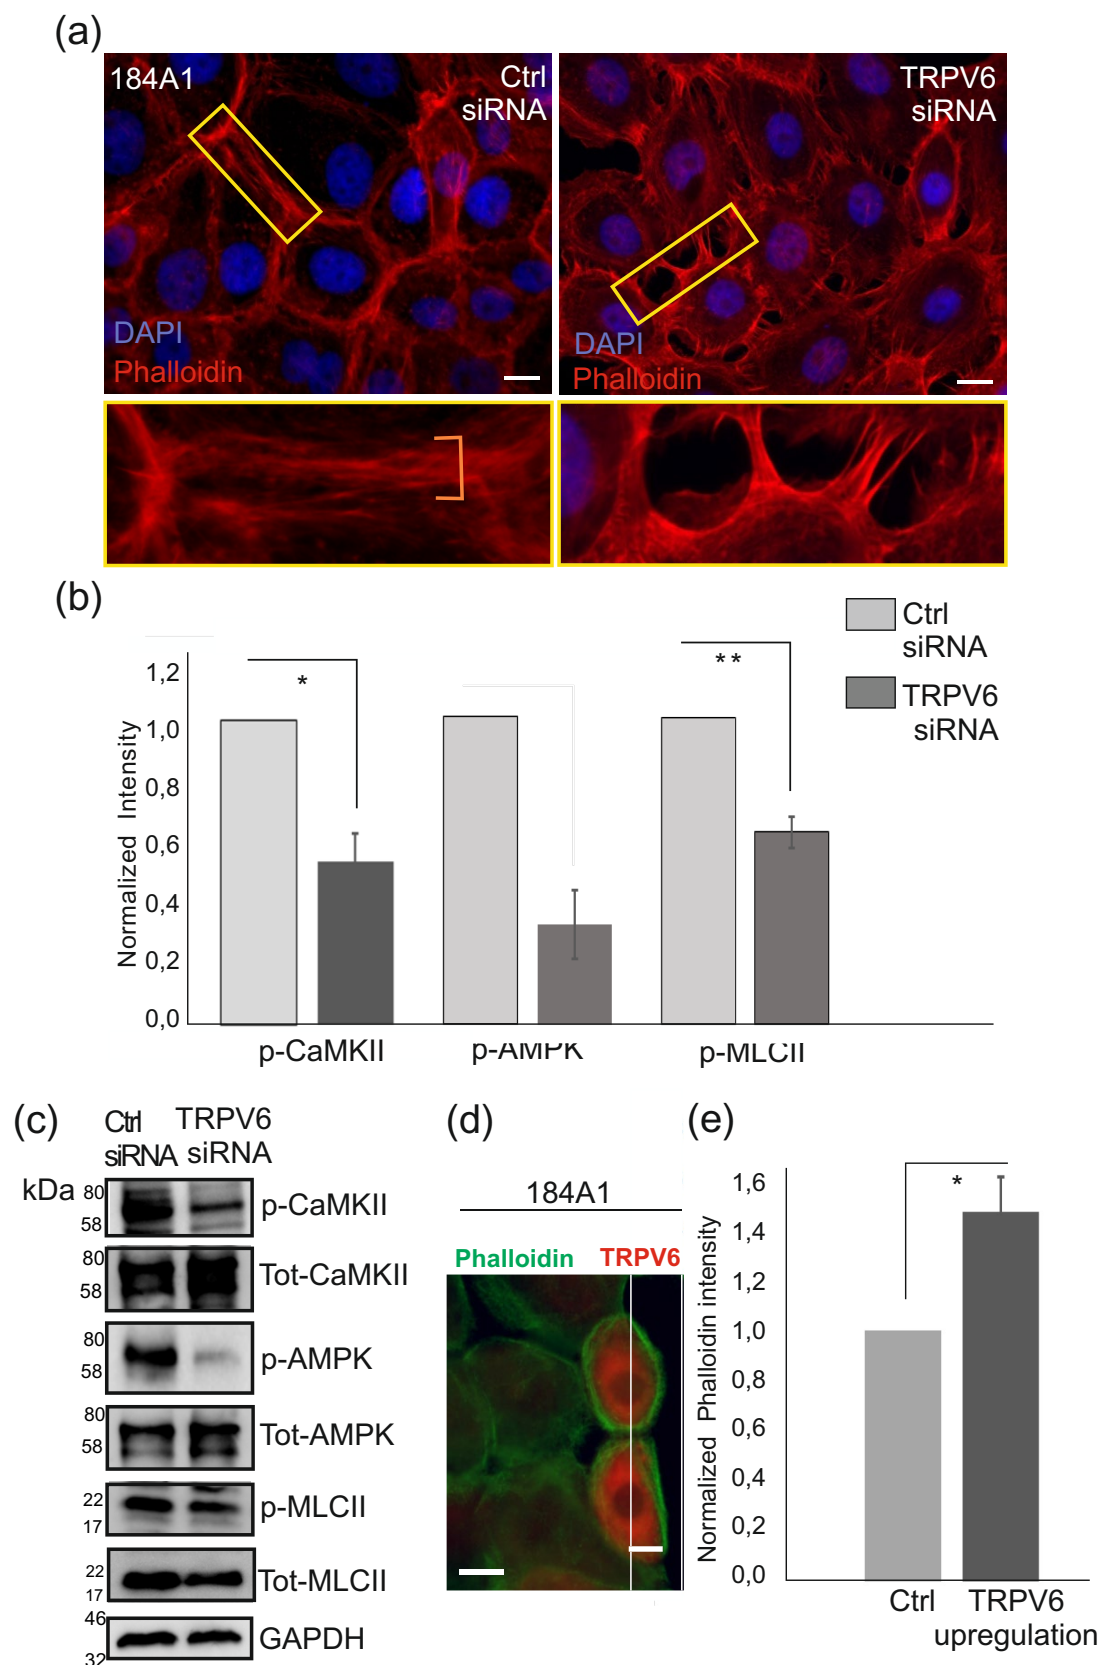 (a)
184A1
Ctrl
siRNA
DAPI
Phalloidin
TRPV6
siRNA
DAPI
Phalloidin
(b)
Ctrl
siRNA
TRPV6
siRNA
Normalized Intensity
1,2
1,0
0,8
0,6
0,4
0,2
0,0
*
**
p-CaMKII
p-AMPK
p-MLCII
(c)
Ctrl
siRNA
TRPV6
siRNA
kDa
80
58
p-CaMKII
80
58
Tot-CaMKII
80
58
p-AMPK
80
58
Tot-AMPK
22
17
p-MLCII
22
17
Tot-MLCII
46
32
GAPDH
(d)
184A1
Phalloidin TRPV6
(e)
Normalized Phalloidin intensity
1,6
1,4
1,2
1,0
0,8
0,6
0,4
0,2
0,0
*
Ctrl
TRPV6
upregulation